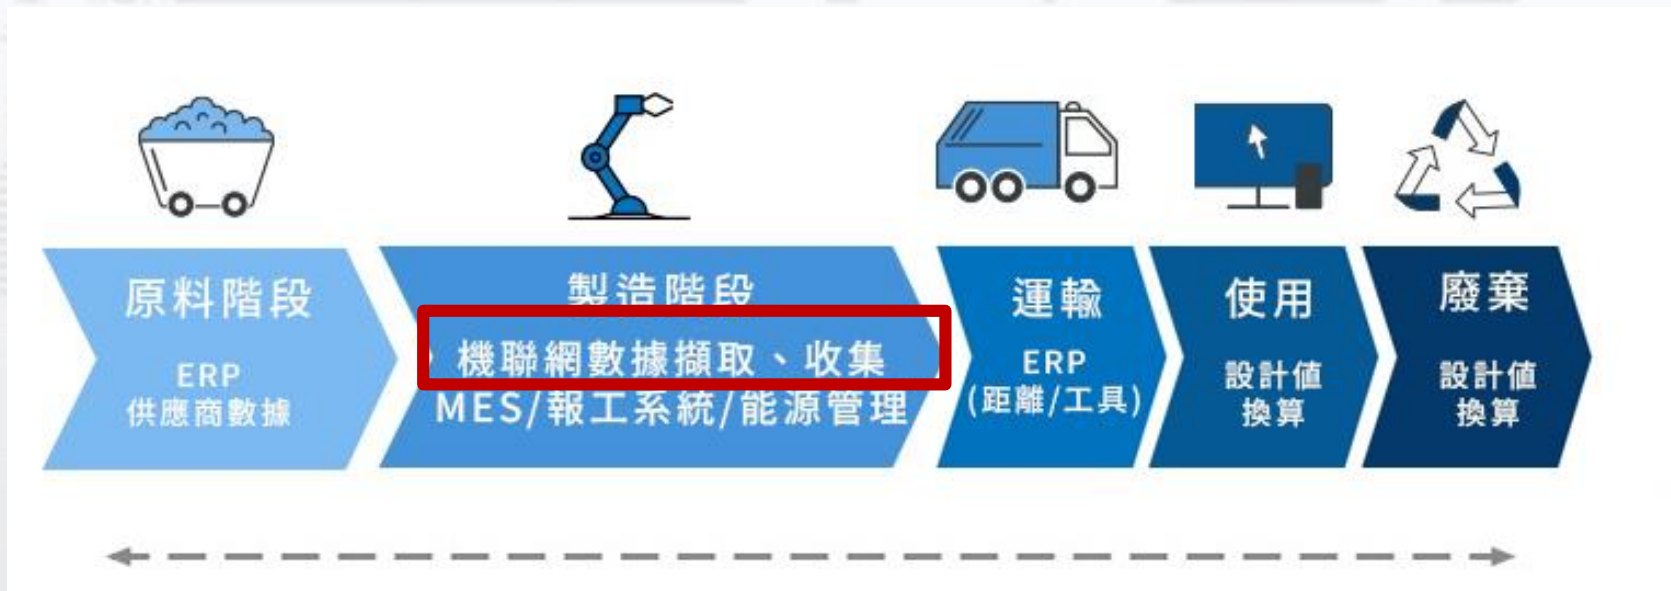 原料階段
ERP
供應商數據
製造階段
機聯網數據擷取、收集
MES/報工系統/能源管理
運輸
ERP
(距離/工具)
使用
設計值
換算
廢棄
設計值
換算